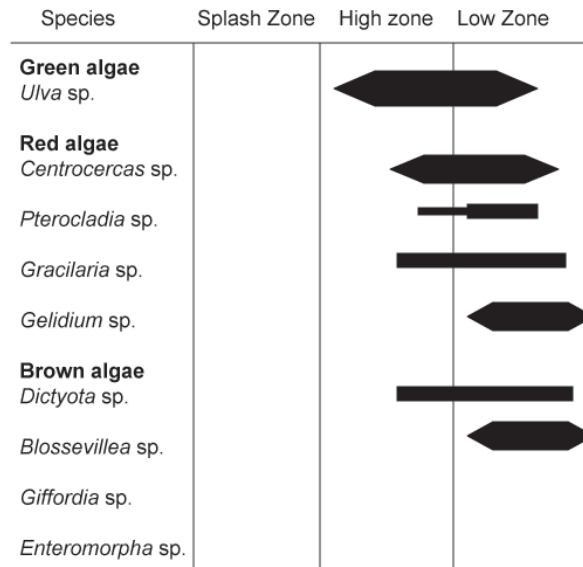 Species Splash Zone High zone Low Zone
Green algae
Ulva sp.
Red algae
Centrocercas sp.
Pterocladia sp.
Gracilaria sp.
Gelidium sp.
Brown algae
Dictyota sp.
Blossevillea sp.
Giffordia sp.
Enteromorpha sp.